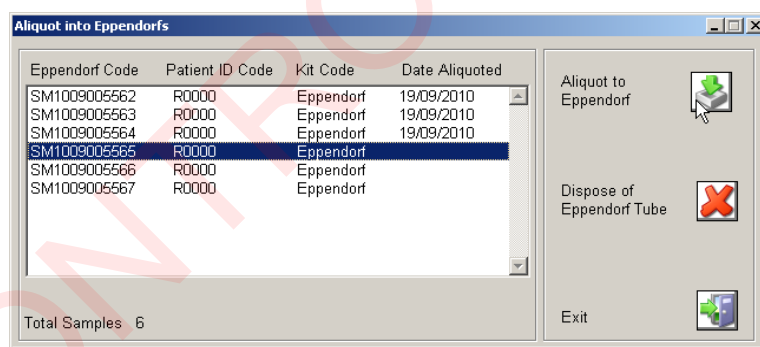 Aliquot into Eppendorfs
Eppendorf Code Patient ID Code Kit Code Date Aliquoted
SM1009005562 R0000 Eppendorf 19/09/2010
SM1009005563 R0000 Eppendorf 19/09/2010
SM1009005564 R0000 Eppendorf 19/09/2010
SM1009005565 R0000 Eppendorf
SM1009005566 R0000 Eppendorf
SM1009005567 R0000 Eppendorf
Total Samples 6
Aliquot to
Eppendorf
Dispose of
Eppendorf Tube
Exit
ONTRO